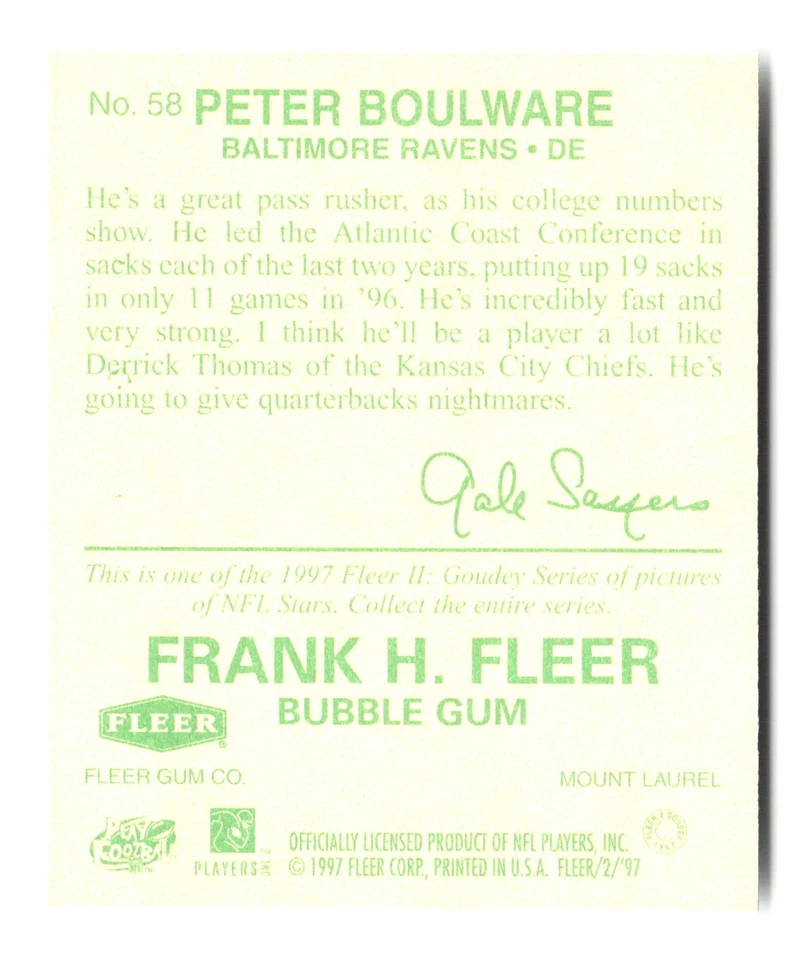 No. 58 PETER BOULWARE
BALTIMORE RAVENS • DE
He's a great pass rusher, as his college numbers
show. He led the Atlantic Coast Conference in
sacks each of the last two years, putting up 19 sacks
in only 11 games in '96. He's incredibly fast and
very strong. I think he'll be a player a lot like
Derrick Thomas of the Kansas City Chiefs. He's
going to give quarterbacks nightmares.
Gale Sayers
This is one of the 1997 Fleer II: Goudey Series of pictures
of NFL Stars. Collect the entire series.
FRANK H. FLEER
BUBBLE GUM
FLEER®
FLEER GUM CO.
MOUNT LAUREL
PLAY FOOTBALL
PLAYERS INC
OFFICIALLY LICENSED PRODUCT OF NFL PLAYERS, INC.
© 1997 FLEER CORP., PRINTED IN U.S.A. FLEER/2/'97